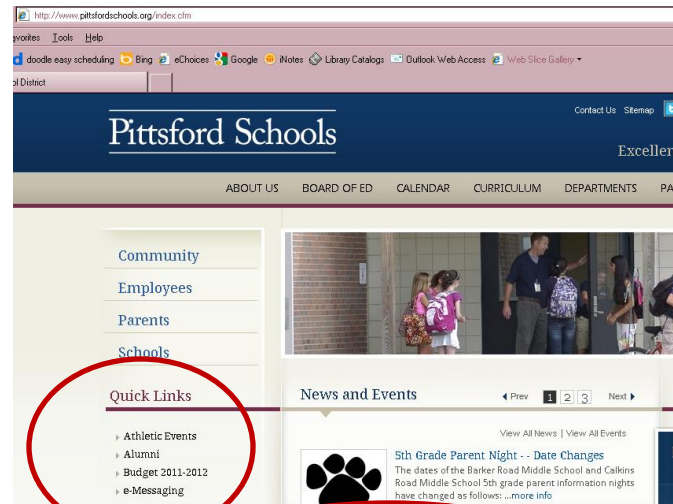 http://www.pittsfordschools.org/index.cfm
Tools Help
doodle easy scheduling Bing eChoices Google iNotes Library Catalogs Outlook Web Access Web Slice Gallery
District
Contact Us Sitemap
Pittsford Schools
ABOUT US BOARD OF ED CALENDAR CURRICULUM DEPARTMENTS
Community
Employees
Parents
Schools
Quick Links
Athletic Events
Alumni
Budget 2011-2012
e-Messaging
News and Events Prev 1 2 3 Next
View All News | View All Events
5th Grade Parent Night - - Date Changes
The dates of the Barker Road Middle School and Calkins
Road Middle School 5th grade parent information nights
have changed as follows: ...more info